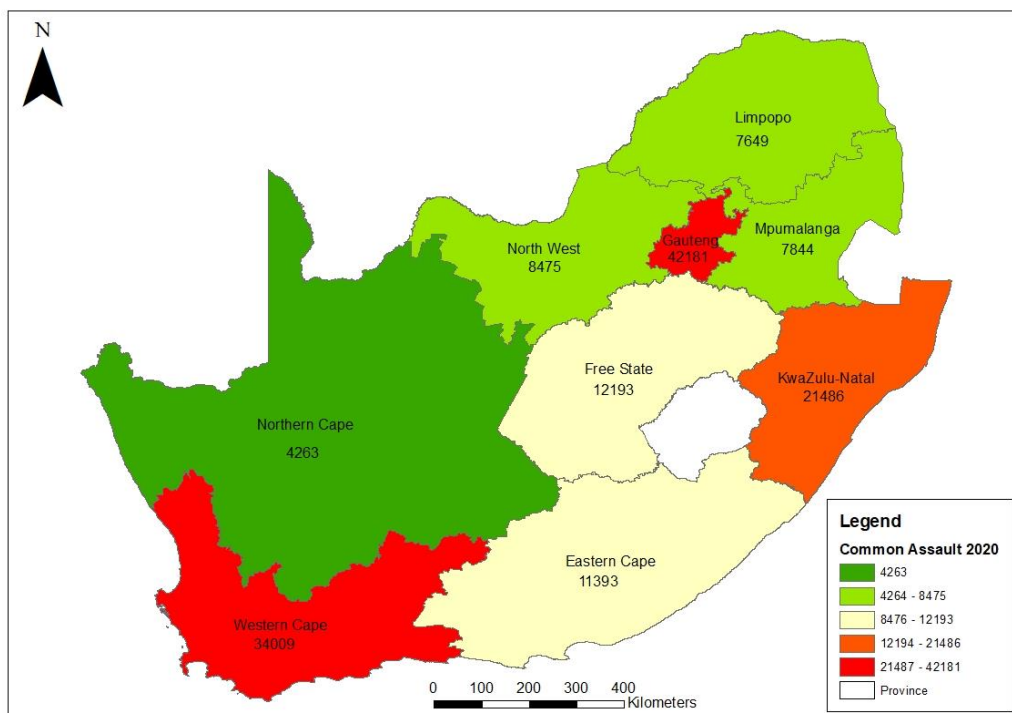 N
Limpopo
7649
North West
8475
Gauteng
42181
Mpumalanga
7844
Free State
12193
KwaZulu-Natal
21486
Northern Cape
4263
Eastern Cape
11393
Western Cape
34009
Legend
Common Assault 2020
4263
4264 - 8475
8476 - 12193
12194 - 21486
21487 - 42181
Province
0 100 200 300 400
Kilometers